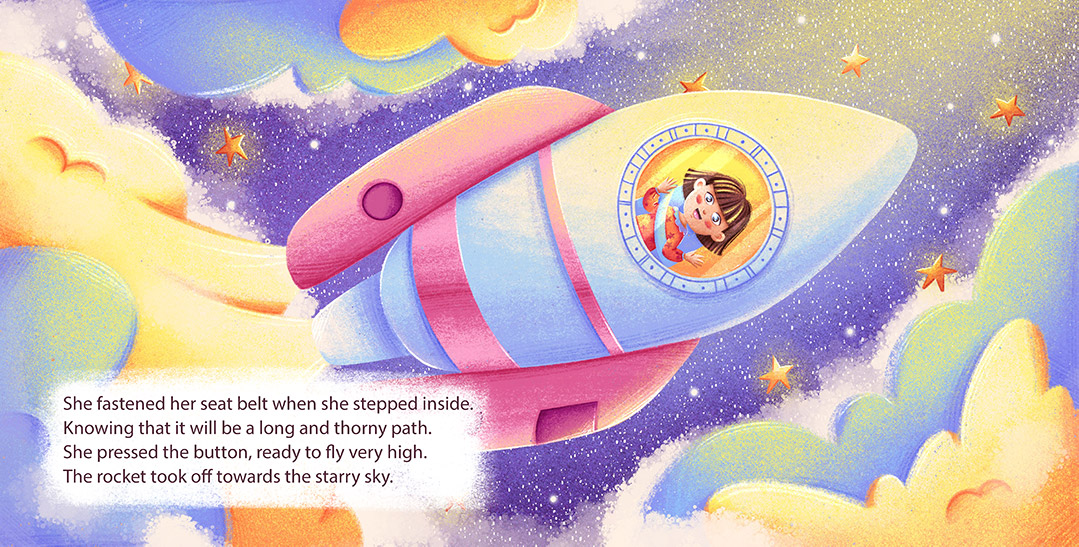 She fastened her seat belt when she stepped inside.
Knowing that it will be a long and thorny path.
She pressed the button, ready to fly very high.
The rocket took off towards the starry sky.